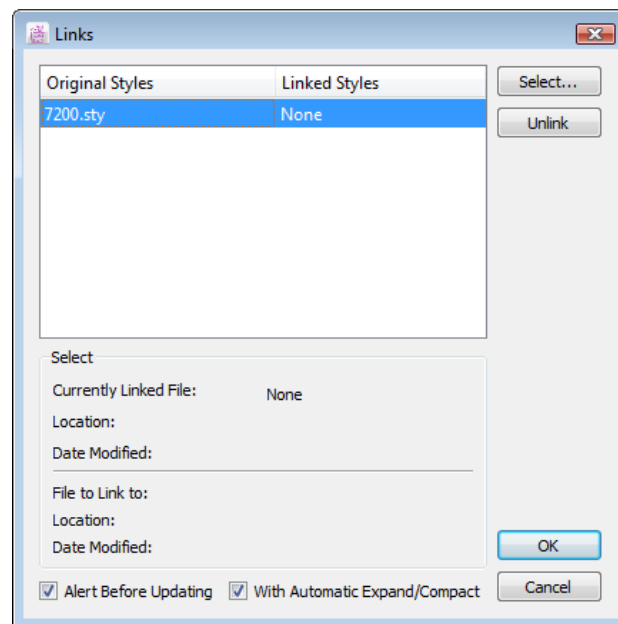 Links
Original Styles Linked Styles Select...
7200.sty None Unlink
Select
Currently Linked File: None
Location:
Date Modified:
File to Link to:
Location:
Date Modified:
OK
Alert Before Updating With Automatic Expand/Compact Cancel